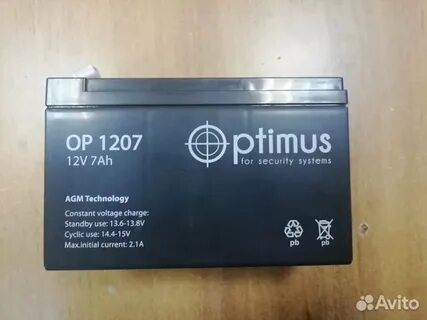 OP 1207
12V 7Ah
Optimus
for security systems
AGM Technology
Constant voltage charge:
Standby use: 13.6-13.8V
Cyclic use: 14.4-15V
Max.initial current: 2.1A
pb pb
Avito